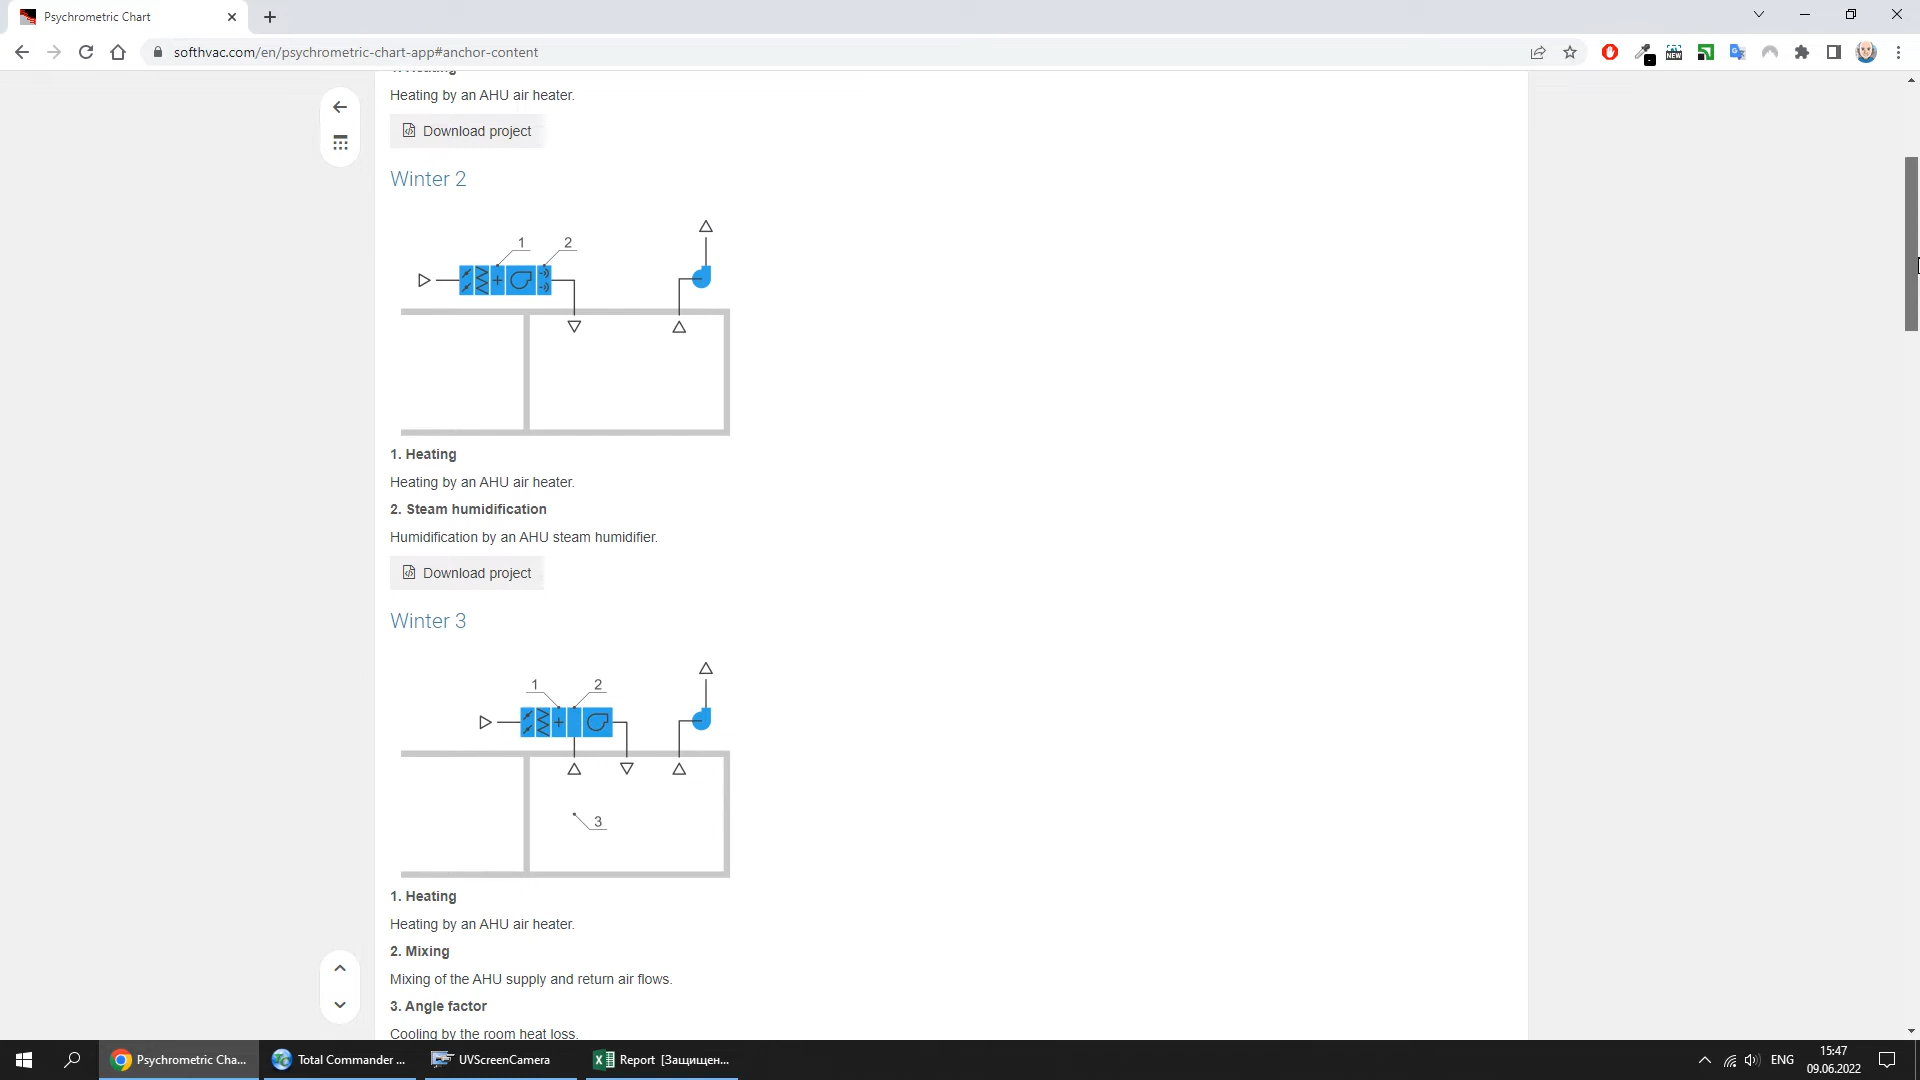 Psychrometric Chart
softhvac.com/en/psychrometric-chart-app#anchor-content
NEW
1. Heating
Heating by an AHU air heater.
Download project
Winter 2
1
2
1. Heating
Heating by an AHU air heater.
2. Steam humidification
Humidification by an AHU steam humidifier.
Download project
Winter 3
1
2
3
1. Heating
Heating by an AHU air heater.
2. Mixing
Mixing of the AHU supply and return air flows.
3. Angle factor
Cooling by the room heat loss.
Psychrometric Cha...
Total Commander ...
UVScreenCamera
Report [Защищен...
ENG
15:47
09.06.2022